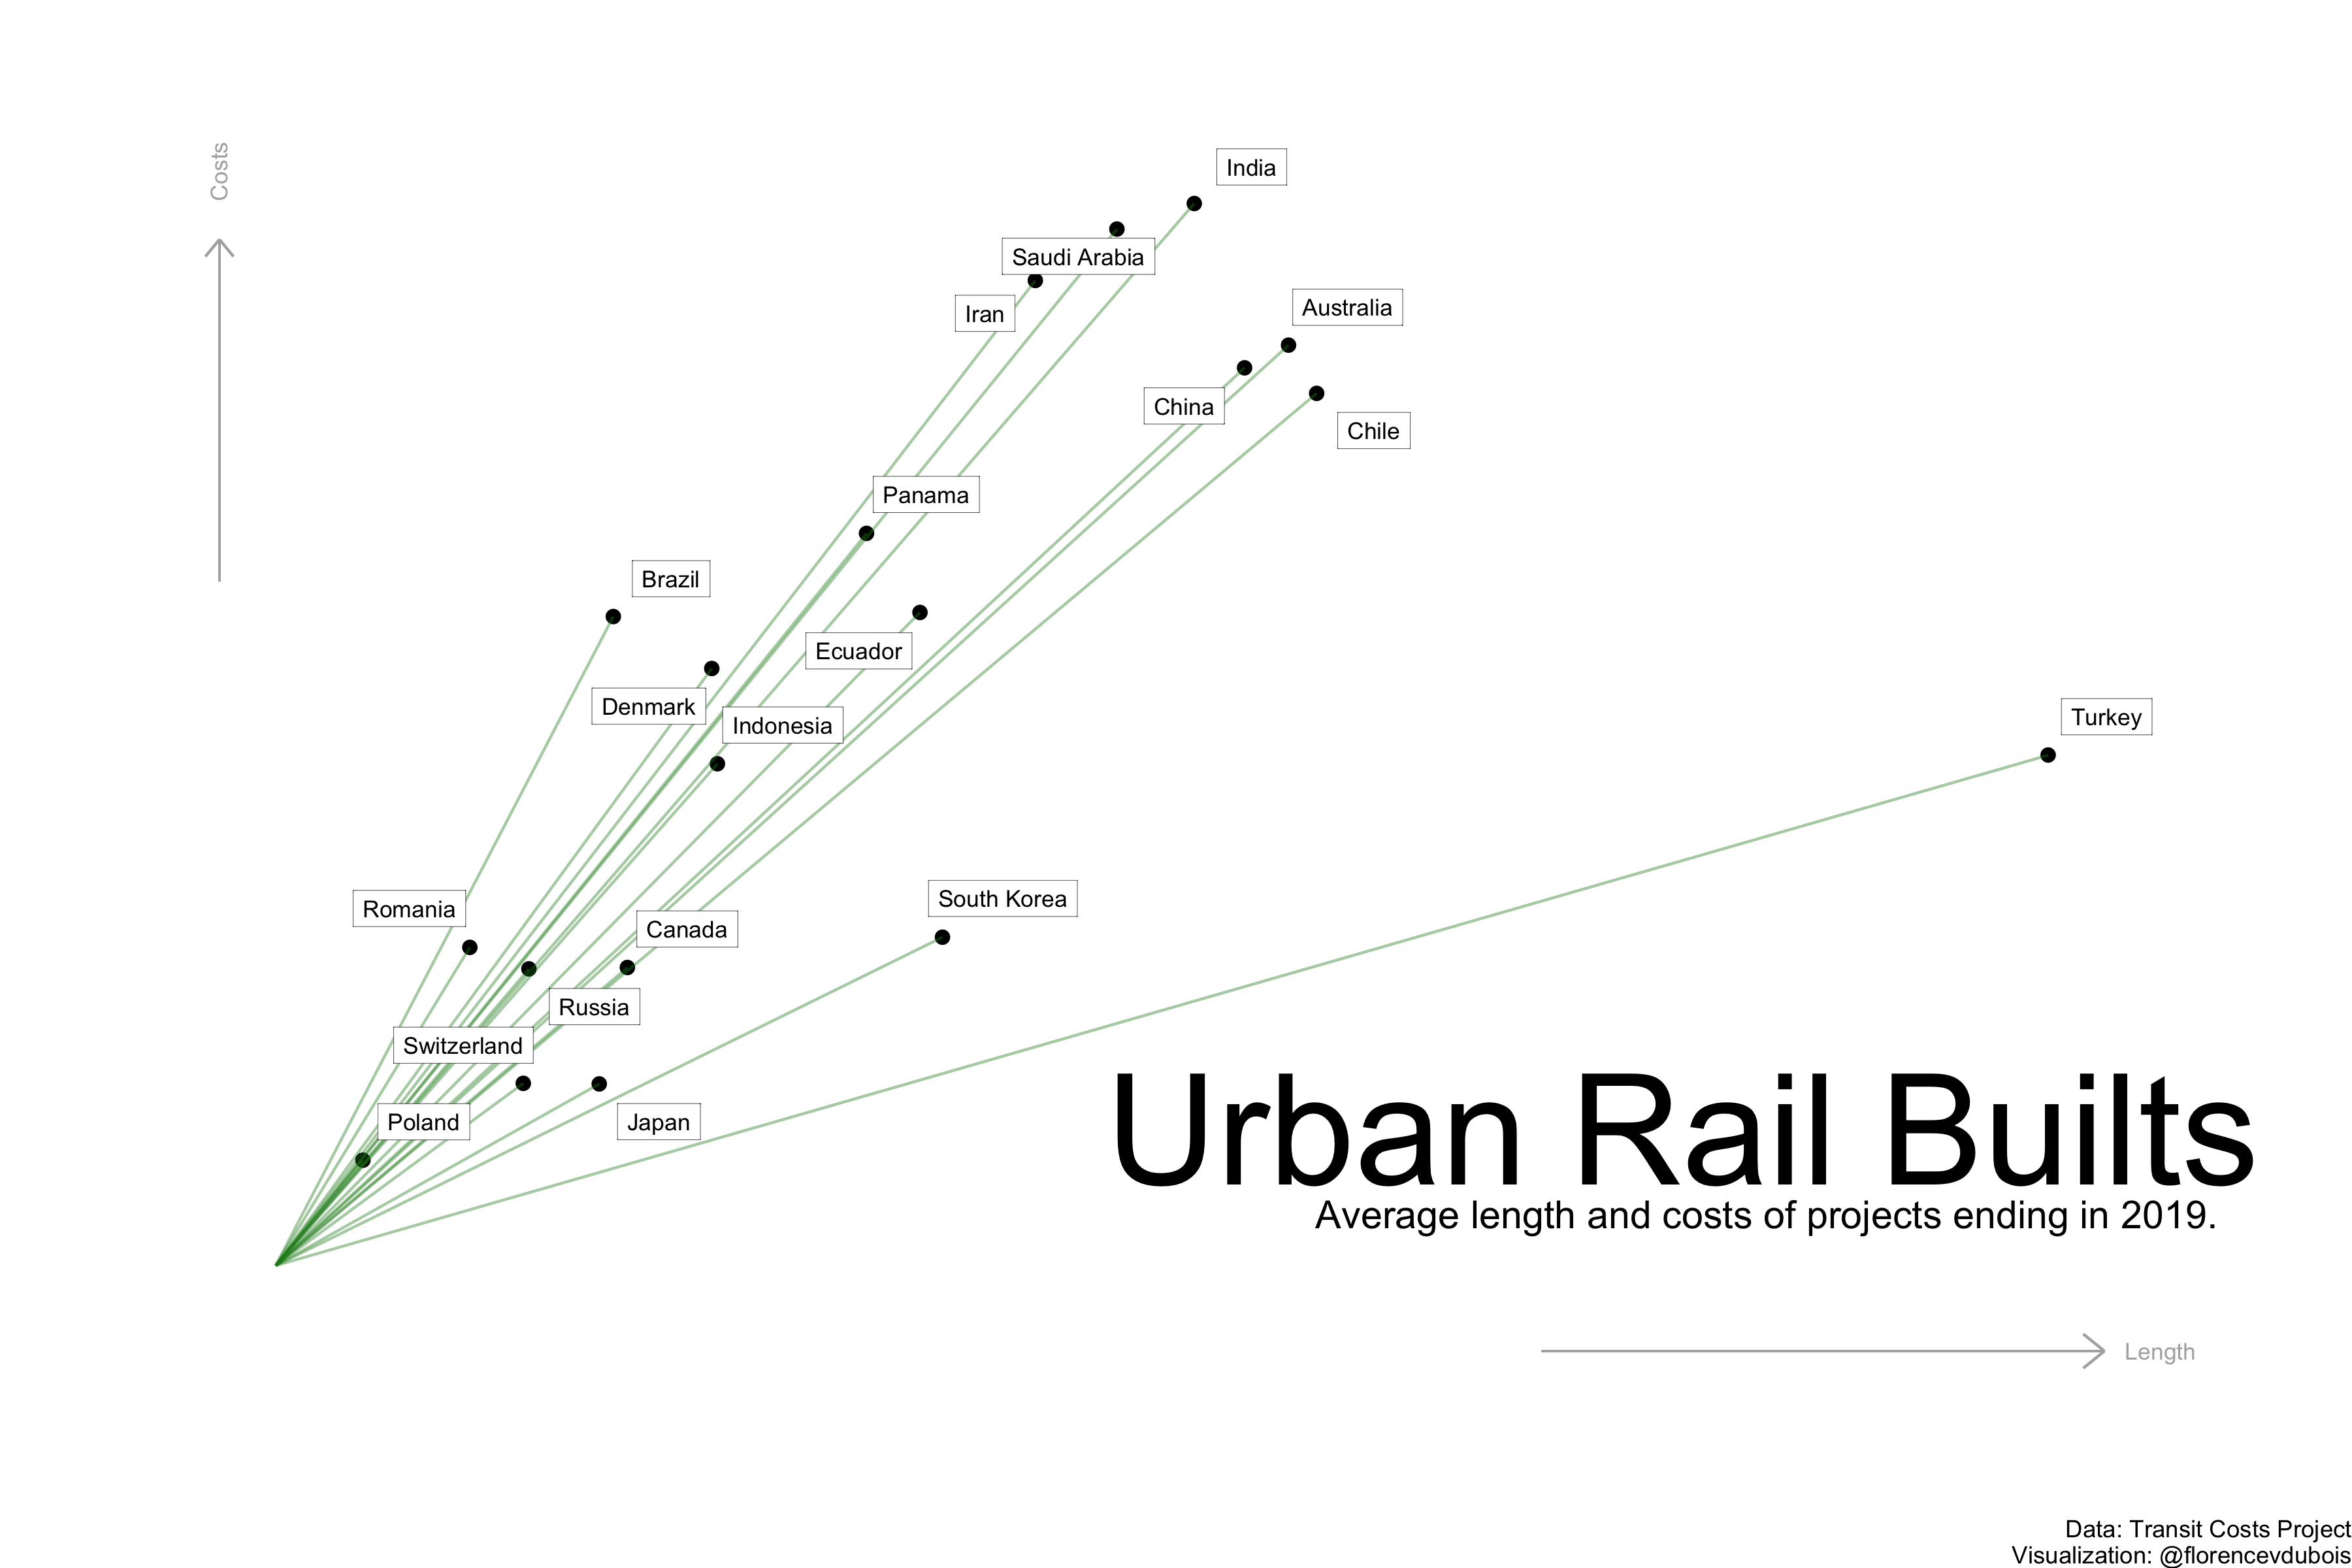 Costs
India
Saudi Arabia
Iran
Australia
China
Chile
Panama
Brazil
Ecuador
Denmark
Indonesia
Turkey
Romania
South Korea
Canada
Russia
Switzerland
Poland
Japan
Urban Rail Builts
Average length and costs of projects ending in 2019.
Length
Data: Transit Costs Project
Visualization: @florencevdubois